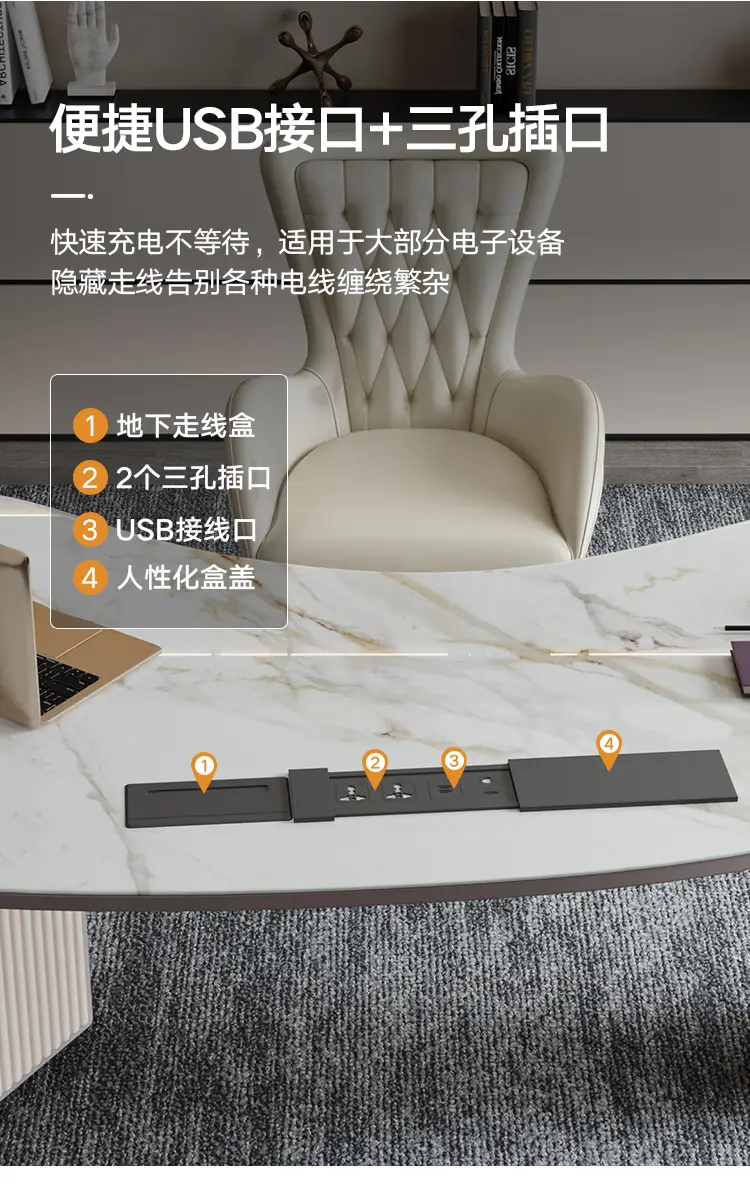 便捷USB接口+三孔插口
快速充电不等待，适用于大部分电子设备
隐藏走线告别各种电线缠绕繁杂
1 地下走线盒
2 2个三孔插口
3 USB接线口
4 人性化盒盖
1
2
3
4
SICIS